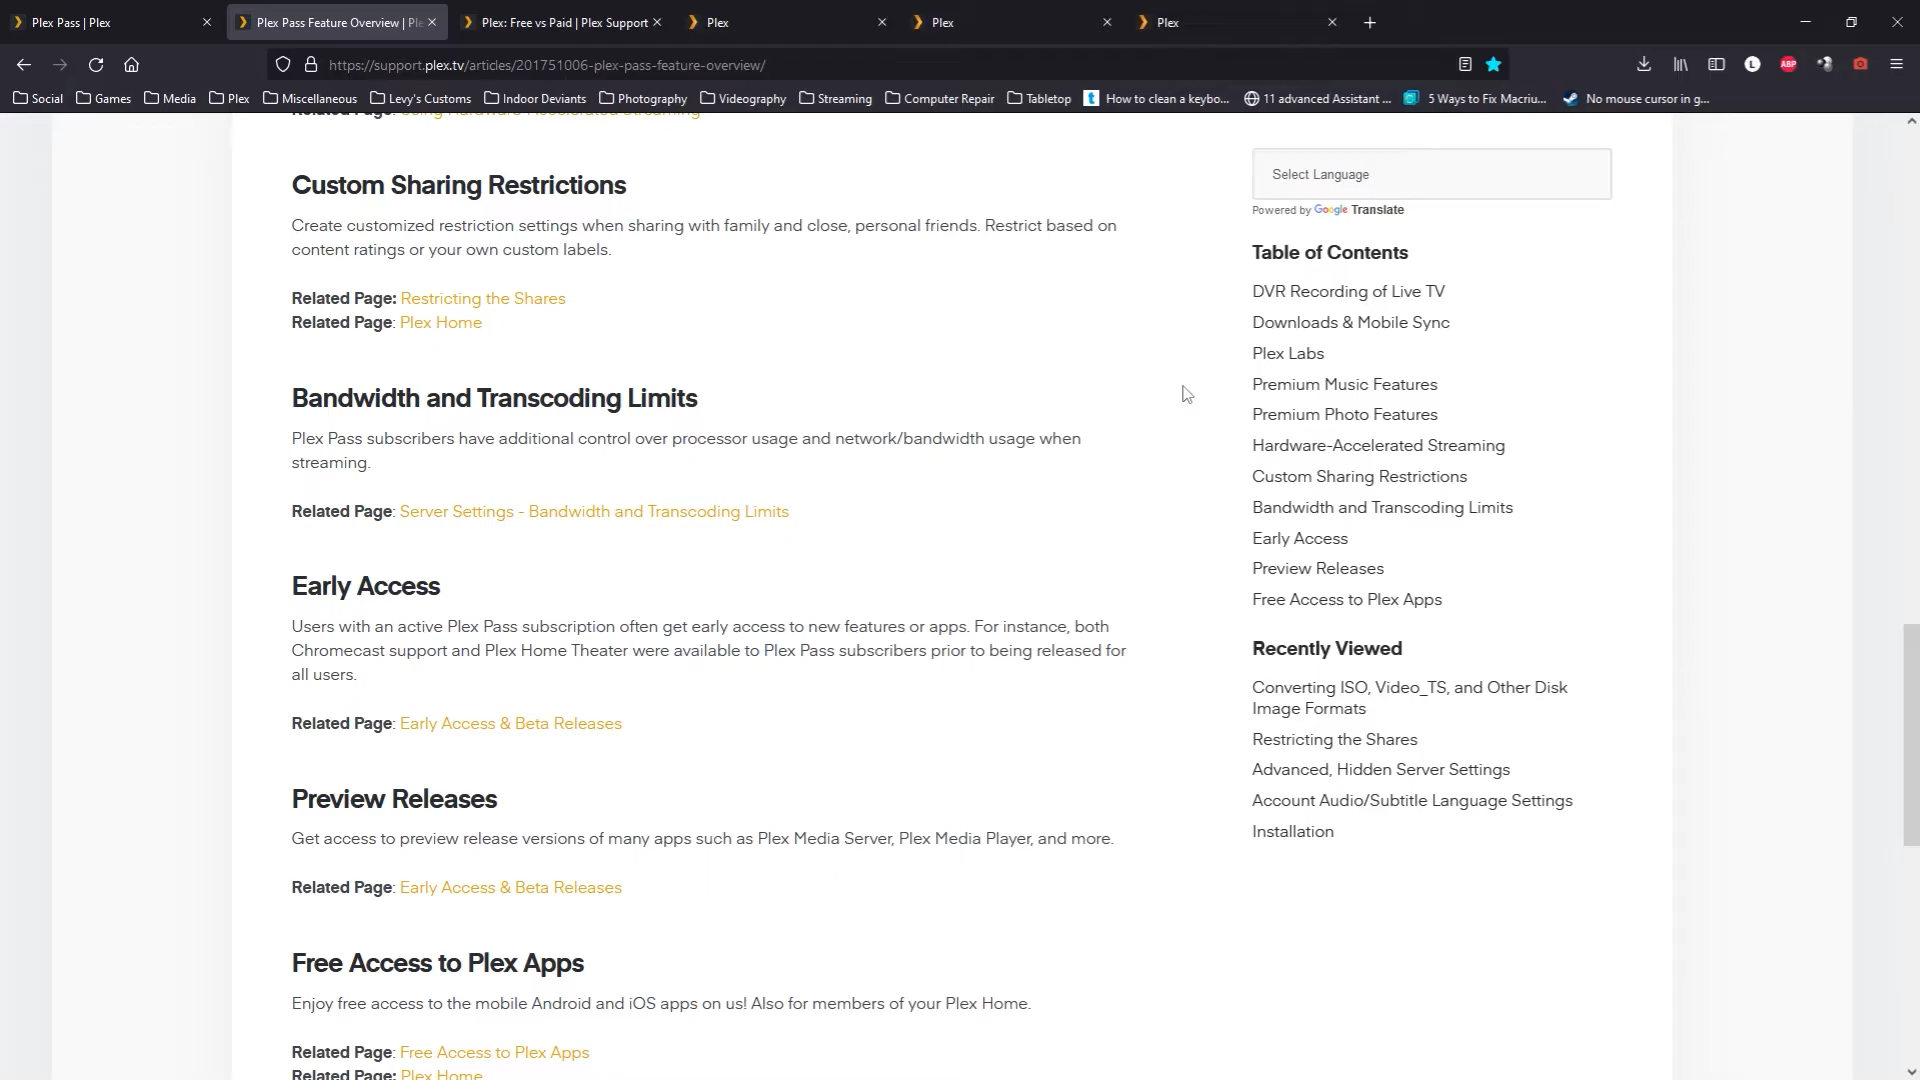 Plex Pass | Plex
Plex Pass Feature Overview | Ple
Plex: Free vs Paid | Plex Support
Plex
Plex
Plex
https://support.plex.tv/articles/201751006-plex-pass-feature-overview/
L
ABP
Social
Games
Media
Plex
Miscellaneous
Levy's Customs
Indoor Deviants
Photography
Videography
Streaming
Computer Repair
Tabletop
t
How to clean a keybo...
11 advanced Assistant ...
5 Ways to Fix Macriu...
No mouse cursor in g...
Related Page: Using Hardware-Accelerated Streaming
Custom Sharing Restrictions
Create customized restriction settings when sharing with family and close, personal friends. Restrict based on
content ratings or your own custom labels.
Related Page: Restricting the Shares
Related Page: Plex Home
Bandwidth and Transcoding Limits
Plex Pass subscribers have additional control over processor usage and network/bandwidth usage when
streaming.
Related Page: Server Settings - Bandwidth and Transcoding Limits
Early Access
Users with an active Plex Pass subscription often get early access to new features or apps. For instance, both
Chromecast support and Plex Home Theater were available to Plex Pass subscribers prior to being released for
all users.
Related Page: Early Access & Beta Releases
Preview Releases
Get access to preview release versions of many apps such as Plex Media Server, Plex Media Player, and more.
Related Page: Early Access & Beta Releases
Free Access to Plex Apps
Enjoy free access to the mobile Android and iOS apps on us! Also for members of your Plex Home.
Related Page: Free Access to Plex Apps
Related Page: Plex Home
Select Language
Powered by Google Translate
Table of Contents
DVR Recording of Live TV
Downloads & Mobile Sync
Plex Labs
Premium Music Features
Premium Photo Features
Hardware-Accelerated Streaming
Custom Sharing Restrictions
Bandwidth and Transcoding Limits
Early Access
Preview Releases
Free Access to Plex Apps
Recently Viewed
Converting ISO, Video_TS, and Other Disk
Image Formats
Restricting the Shares
Advanced, Hidden Server Settings
Account Audio/Subtitle Language Settings
Installation